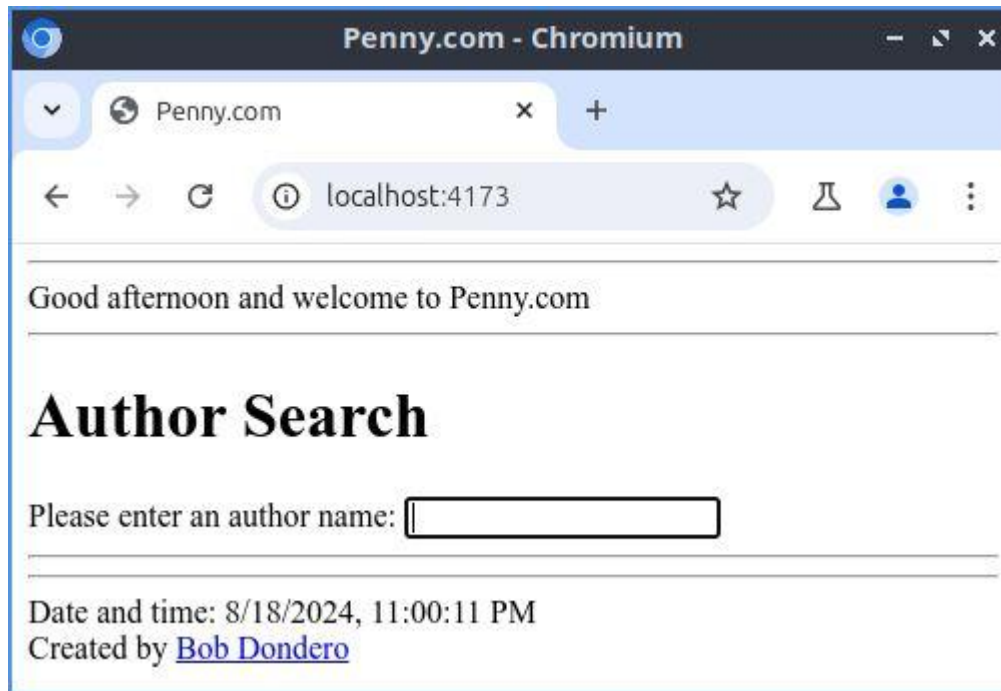 Penny.com - Chromium
Penny.com
localhost:4173
Good afternoon and welcome to Penny.com
Author Search
Please enter an author name:
Date and time: 8/18/2024, 11:00:11 PM
Created by Bob Dondero